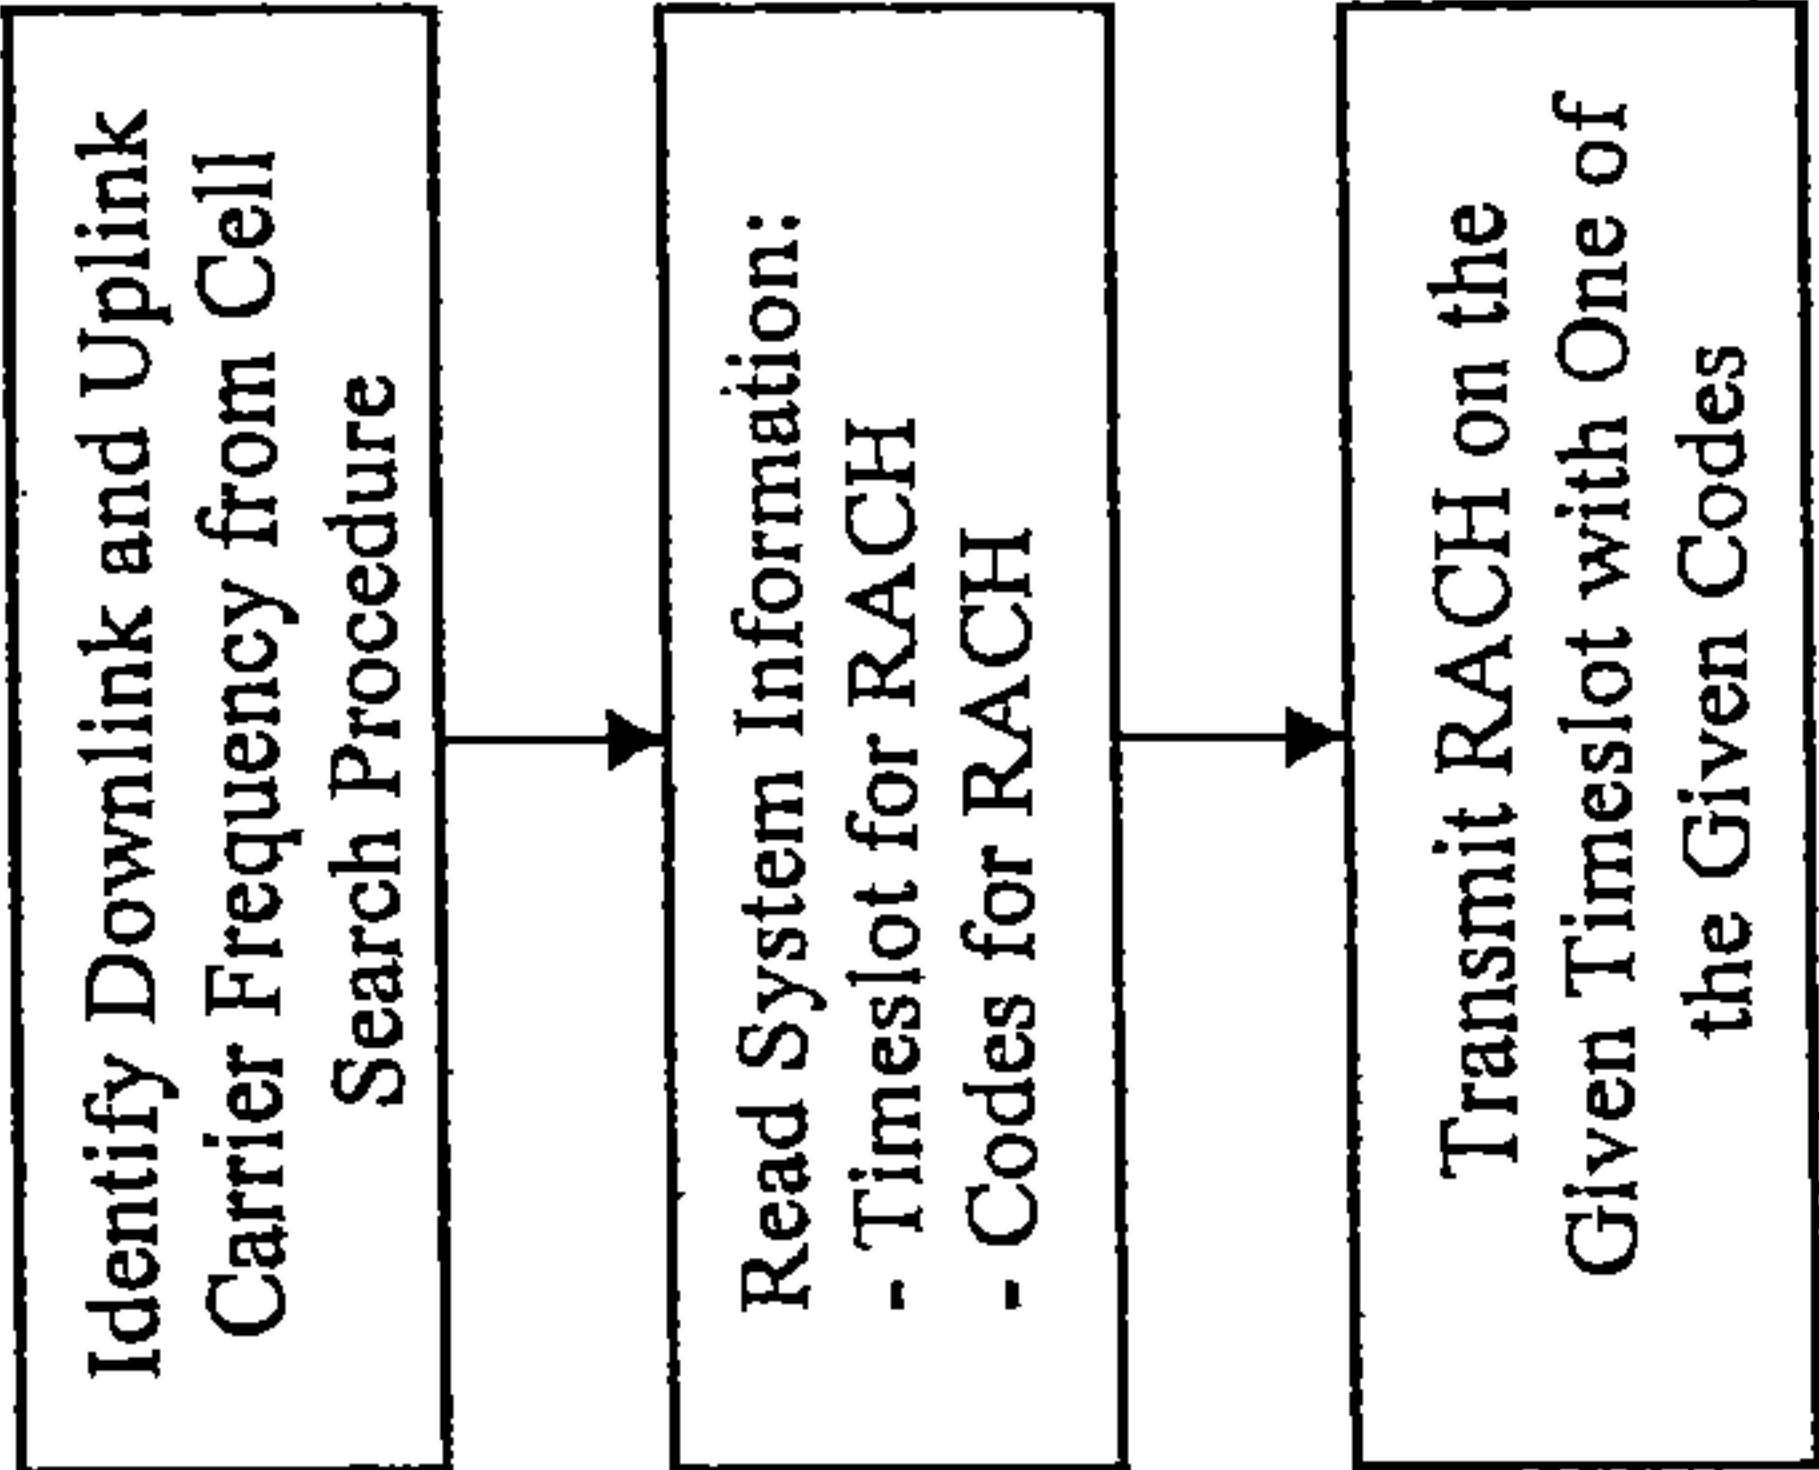 Identify Downlink and Uplink
Carrier Frequency from Cell
Search Procedure
Read System Information:
- Timeslot for RACH
- Codes for RACH
Transmit RACH on the
Given Timeslot with One of
the Given Codes